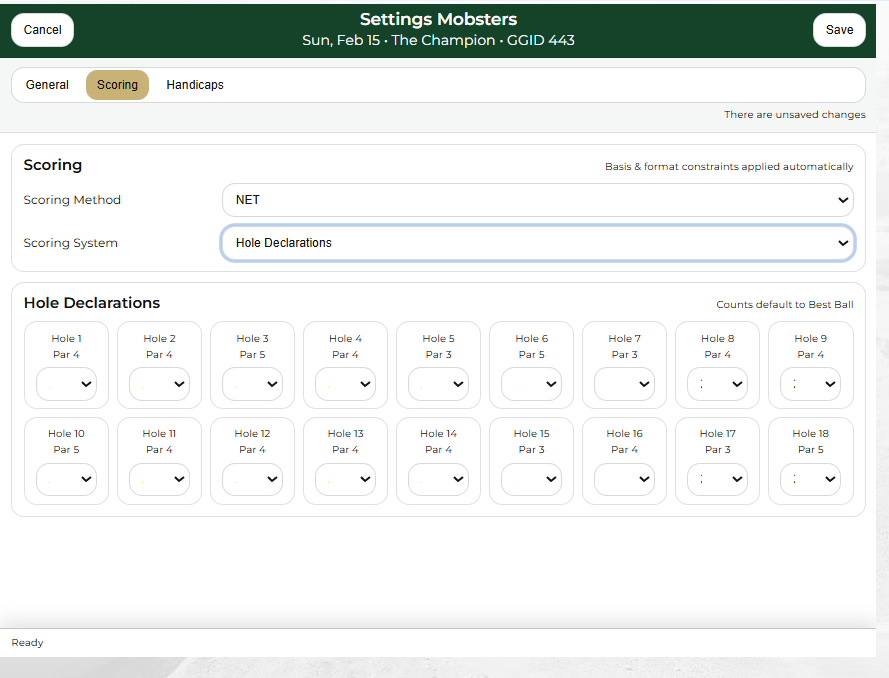 Cancel
Settings Mobsters
Sun, Feb 15 • The Champion • GGID 443
Save
General
Scoring
Handicaps
There are unsaved changes
Scoring
Basis & format constraints applied automatically
Scoring Method
NET
Scoring System
Hole Declarations
Hole Declarations
Counts default to Best Ball
Hole 1
Par 4
Hole 2
Par 4
Hole 3
Par 5
Hole 4
Par 4
Hole 5
Par 3
Hole 6
Par 5
Hole 7
Par 3
Hole 8
Par 4
Hole 9
Par 4
Hole 10
Par 5
Hole 11
Par 4
Hole 12
Par 4
Hole 13
Par 4
Hole 14
Par 4
Hole 15
Par 3
Hole 16
Par 4
Hole 17
Par 3
Hole 18
Par 5
Ready